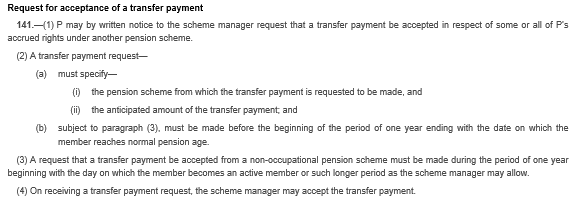 Request for acceptance of a transfer payment
141.—(1) P may by written notice to the scheme manager request that a transfer payment be accepted in respect of some or all of P's
accrued rights under another pension scheme.
(2) A transfer payment request—
(a) must specify—
(i) the pension scheme from which the transfer payment is requested to be made, and
(ii) the anticipated amount of the transfer payment; and
(b) subject to paragraph (3), must be made before the beginning of the period of one year ending with the date on which the
member reaches normal pension age.
(3) A request that a transfer payment be accepted from a non-occupational pension scheme must be made during the period of one year
beginning with the day on which the member becomes an active member or such longer period as the scheme manager may allow.
(4) On receiving a transfer payment request, the scheme manager may accept the transfer payment.